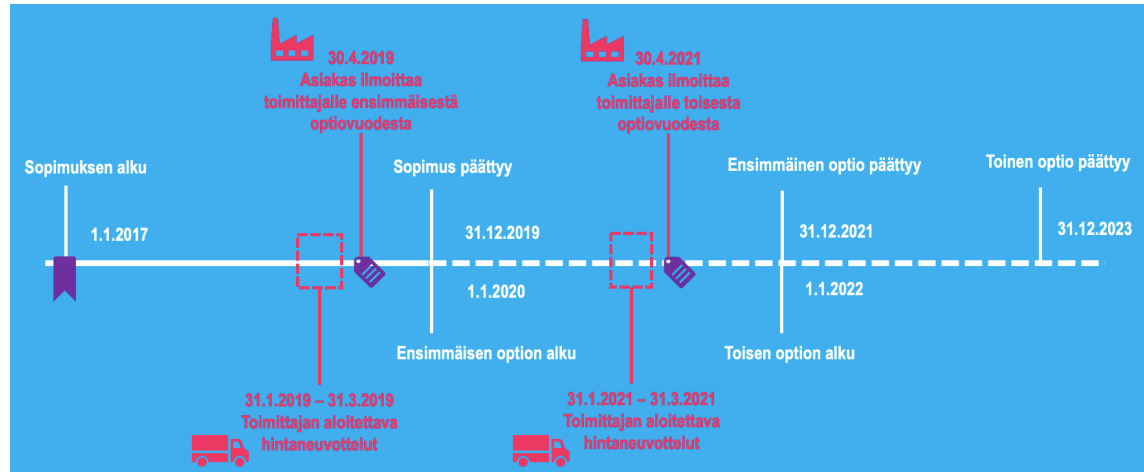 30.4.2019
Asiakas ilmoittaa
toimittajalle ensimmäisestä
optiovuodesta
30.4.2021
Asiakas ilmoittaa
toimittajalle toisesta
optiovuodesta
Sopimuksen alku
Sopimus päättyy
Ensimmäinen optio päättyy
Toinen optio päättyy
1.1.2017
31.12.2019
31.12.2021
31.12.2023
1.1.2020
1.1.2022
Ensimmäisen option alku
Toisen option alku
31.1.2019 – 31.3.2019
Toimittajan aloitettava
hintaneuvottelut
31.1.2021 – 31.3.2021
Toimittajan aloitettava
hintaneuvottelut